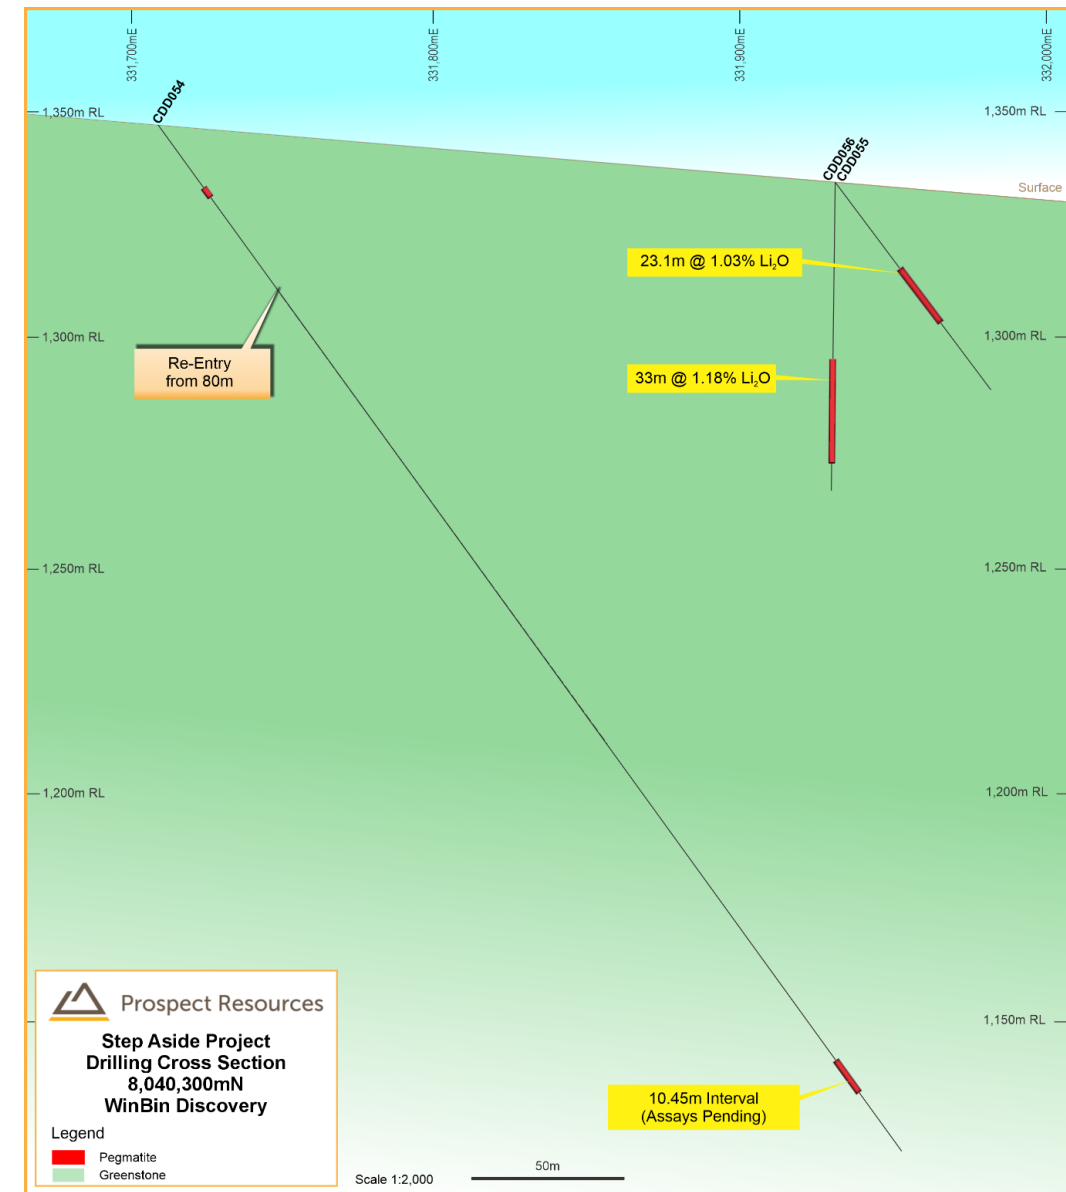 331,700mE
331,800mE
331,900mE
332,000mE
1,350m RL
CDD054
1,350m RL
CDD056
CDD055
Surface
23.1m @ 1.03% Li₂O
1,300m RL
1,300m RL
Re-Entry
from 80m
33m @ 1.18% Li₂O
1,250m RL
1,250m RL
1,200m RL
1,200m RL
1,150m RL
10.45m Interval
(Assays Pending)
Prospect Resources
Step Aside Project
Drilling Cross Section
8,040,300mN
WinBin Discovery
Legend
Pegmatite
Greenstone
Scale 1:2,000
50m